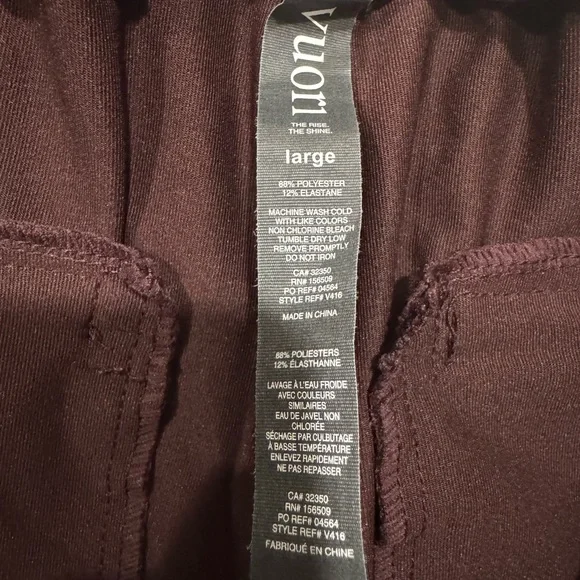 vuori
THE RISE.
THE SHINE.
large
88% POLYESTER
12% ELASTANE
MACHINE WASH COLD
WITH LIKE COLORS
NON CHLORINE BLEACH
TUMBLE DRY LOW
REMOVE PROMPTLY
DO NOT IRON
CA# 32350
RN# 156509
PO REF# 04564
STYLE REF# V416
MADE IN CHINA
88% POLIESTERS
12% ÉLASTHANNE
LAVAGE À L'EAU FROIDE
AVEC COULEURS
SIMILAIRES
EAU DE JAVEL NON
CHLORÉE
SÉCHAGE PAR CULBUTAGE
À BASSE TEMPÉRATURE
ENLEVEZ RAPIDEMENT
NE PAS REPASSER
CA# 32350
RN# 156509
PO REF# 04564
STYLE REF# V416
FABRIQUÉ EN CHINE